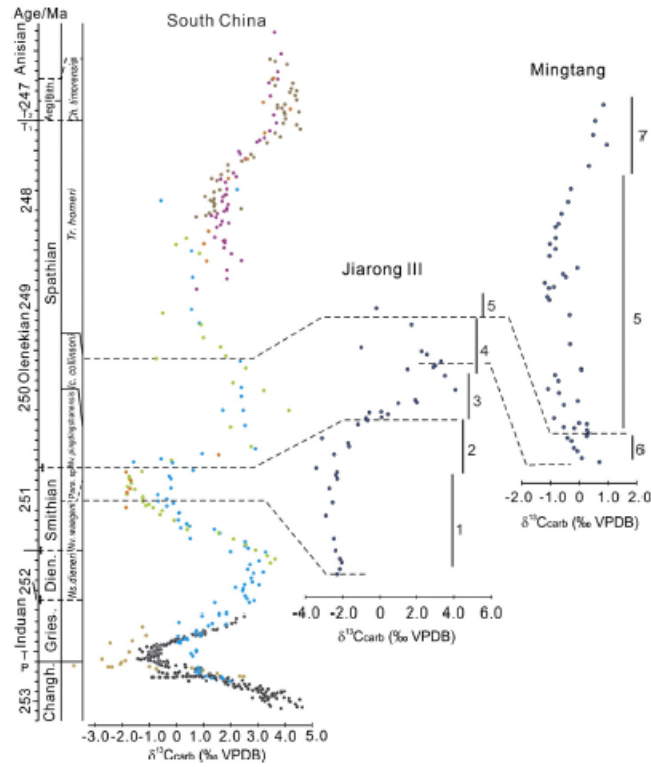 Age/Ma
South China
Mingtang
Jiarong III
Anisian
Olenekian
Induan
247
248
249
250
251
252
253
Aeg.
Bith.
Spathian
Smithian
Dien.
Gries.
Changh.
T
P
Ch. timorensis
Tr. homeri
Ns. dieneri
7
5
6
5
4
3
2
1
-2.0 -1.0 0 1.0 2.0
δ¹³Ccarb (‰ VPDB)
-4.0 -2.0 0 2.0 4.0 6.0
δ¹³Ccarb (‰ VPDB)
-3.0 -2.0 -1.0 0 1.0 2.0 3.0 4.0 5.0
δ¹³Ccarb (‰ VPDB)